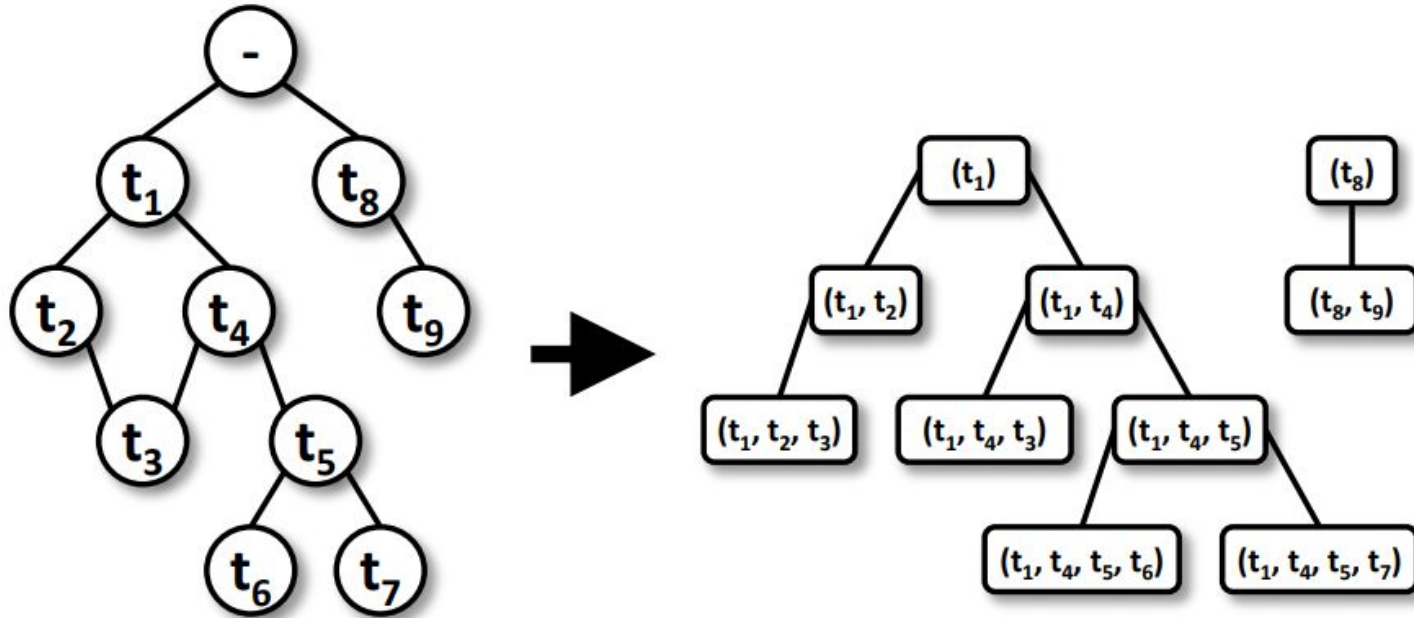 -
t₁
t₈
t₂
t₄
t₉
t₃
t₅
t₆
t₇
(t₁)
(t₈)
(t₁, t₂)
(t₁, t₄)
(t₈, t₉)
(t₁, t₂, t₃)
(t₁, t₄, t₃)
(t₁, t₄, t₅)
(t₁, t₄, t₅, t₆)
(t₁, t₄, t₅, t₇)